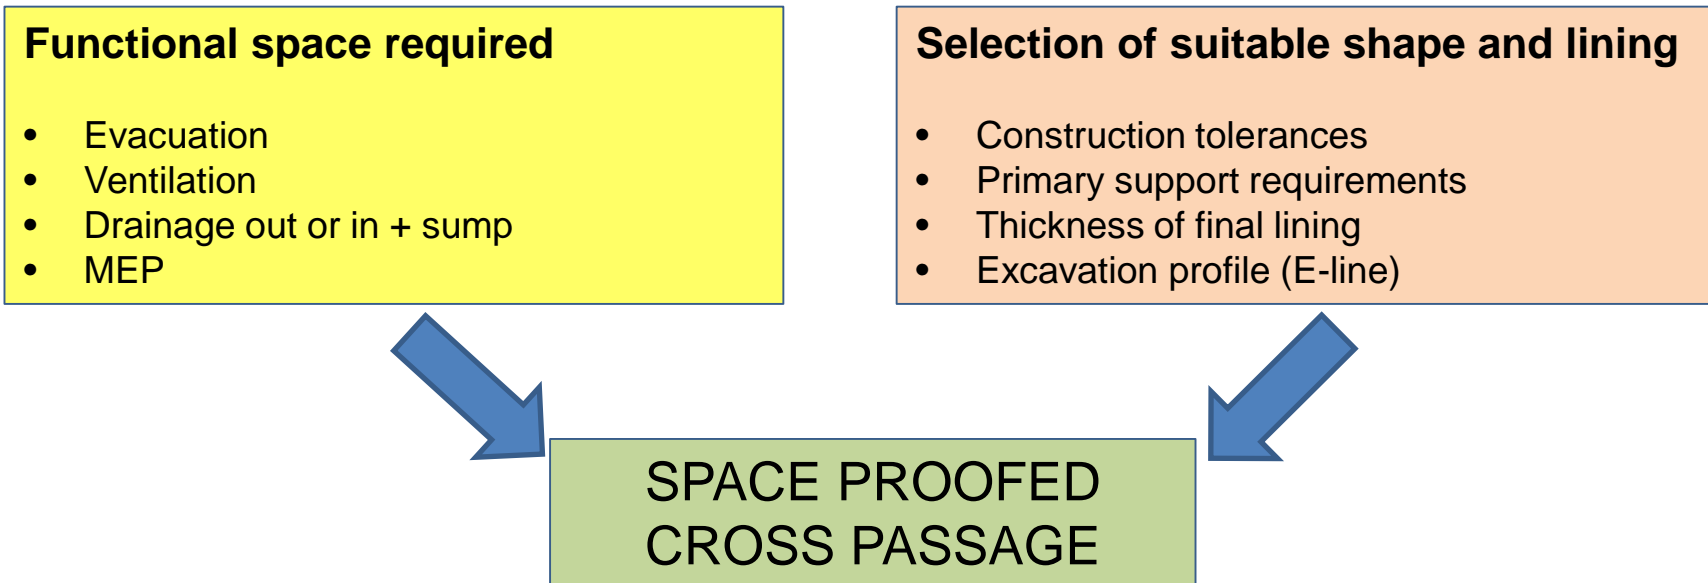 Functional space required
• Evacuation
• Ventilation
• Drainage out or in + sump
• MEP
Selection of suitable shape and lining
• Construction tolerances
• Primary support requirements
• Thickness of final lining
• Excavation profile (E-line)
SPACE PROOFED
CROSS PASSAGE